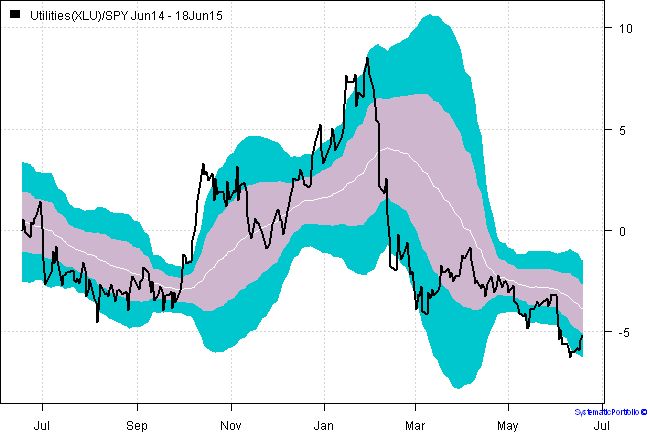 Utilities(XLU)/SPY Jun14 - 18Jun15
10
5
0
-5
SystematicPortfolio ©
Jul Sep Nov Jan Mar May Jul